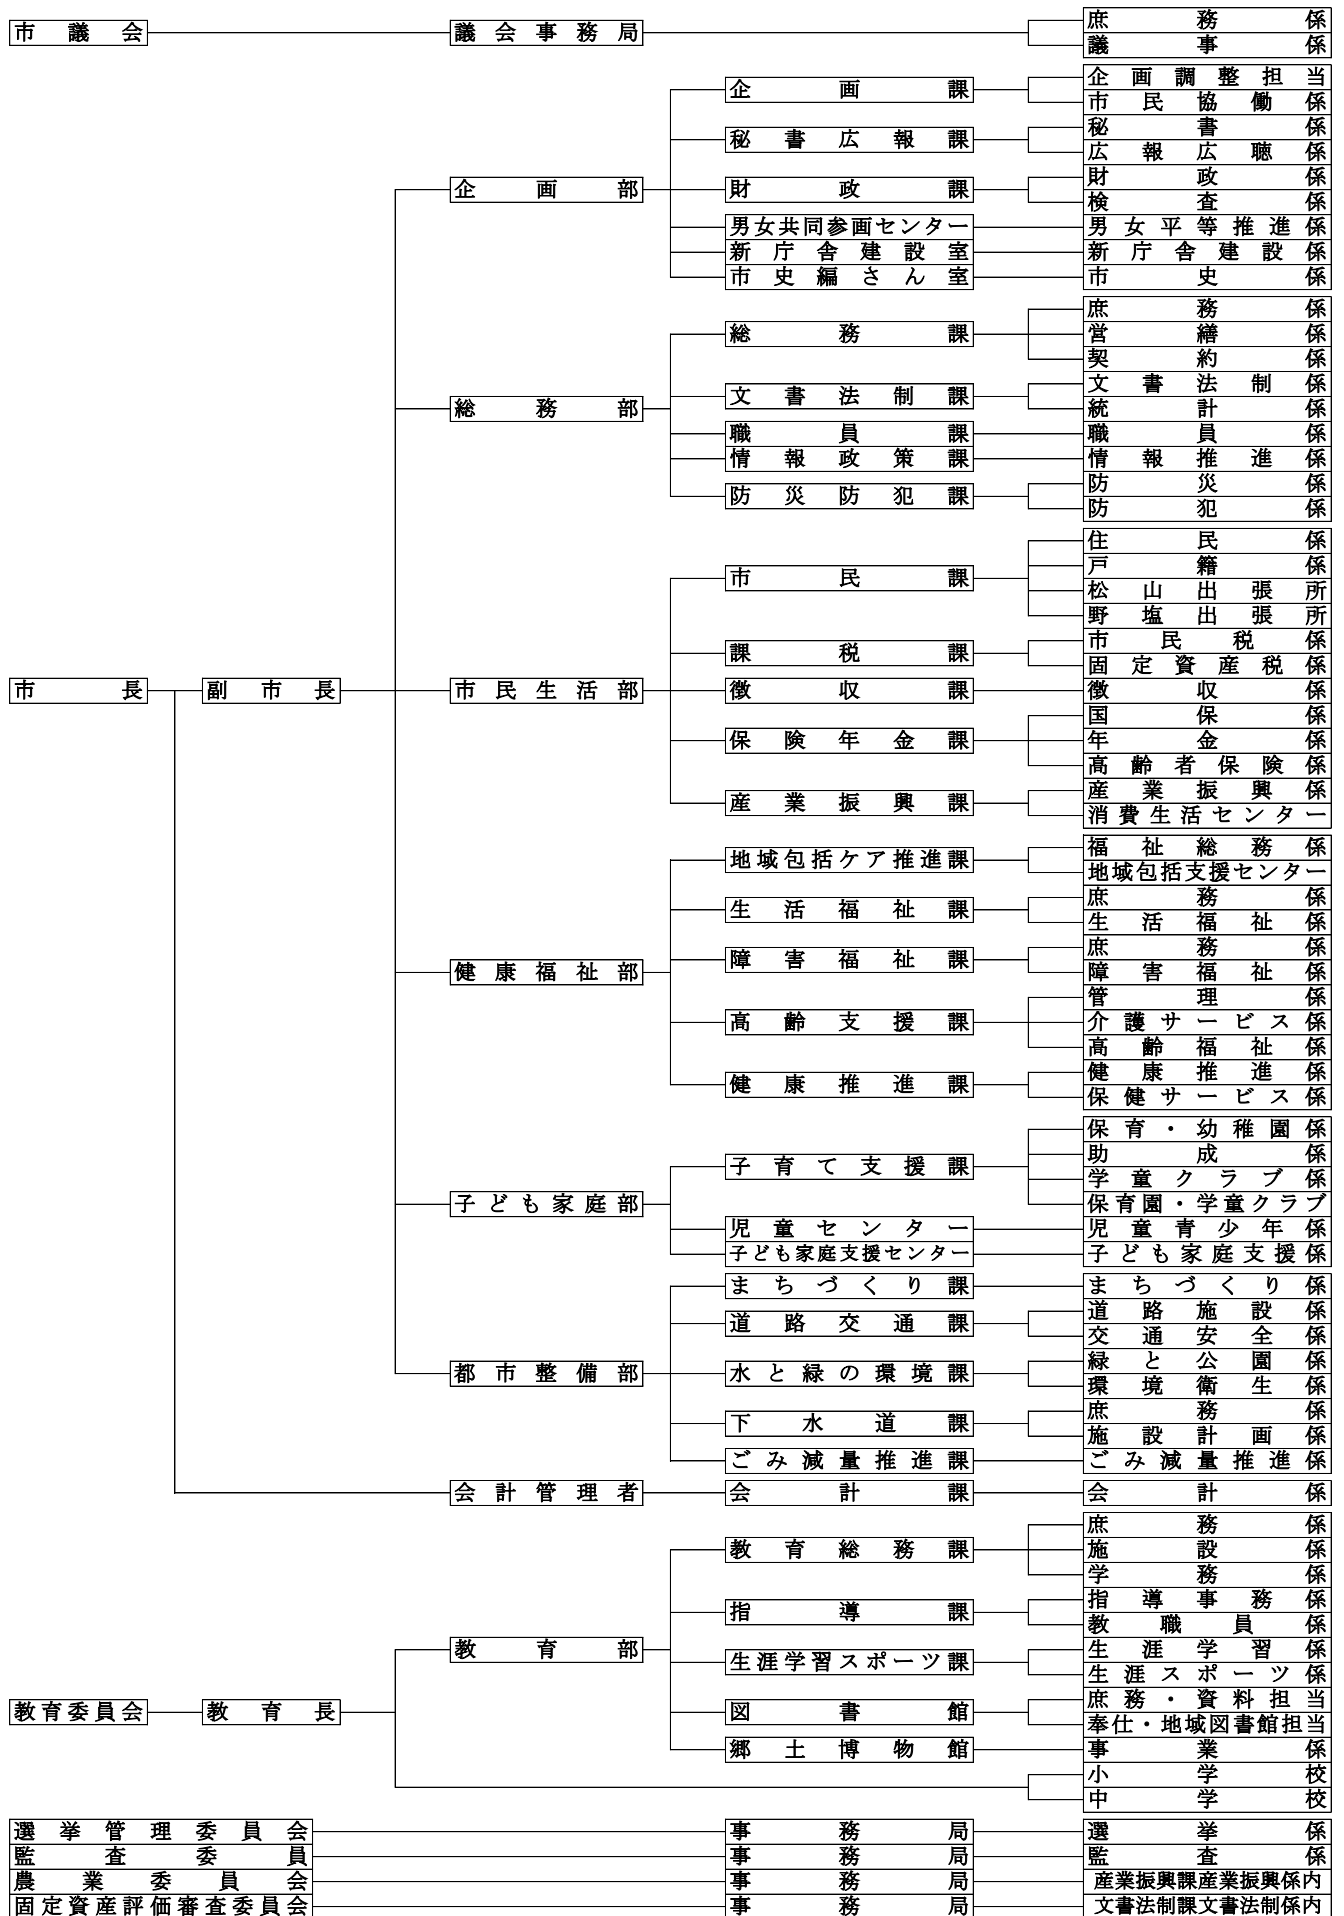 市議会 議会事務局 庶務係
議事係
企画課 企画調整担当
市民協働係
秘書広報課 秘書係
広報広聴係
企画部 財政課 財政係
検査係
男女共同参画センター 男女平等推進係
新庁舎建設室 新庁舎建設係
市史編さん室 市史係
総務課 庶務係
営繕係
契約係
文書法制課 文書法制係
総務部 統計係
職員課 職員係
情報政策課 情報推進係
防災防犯課 防災係
防犯係
市民課 住民係
戸籍係
松山出張所
野塩出張所
課税課 市民税係
固定資産税係
市長 副市長 市民生活部 徴収課 徴収係
保険年金課 国保係
年金係
高齢者保険係
産業振興課 産業振興係
消費生活センター
地域包括ケア推進課 福祉総務係
地域包括支援センター
生活福祉課 庶務係
生活福祉係
障害福祉課 庶務係
健康福祉部 障害福祉係
高齢支援課 管理係
介護サービス係
高齢福祉係
健康推進課 健康推進係
保健サービス係
子育て支援課 保育・幼稚園係
助成係
学童クラブ係
子ども家庭部 保育園・学童クラブ
児童センター 児童青少年係
子ども家庭支援センター 子ども家庭支援係
まちづくり課 まちづくり係
道路交通課 道路施設係
交通安全係
都市整備部 水と緑の環境課 緑と公園係
環境衛生係
下水道課 庶務係
施設計画係
ごみ減量推進課 ごみ減量推進係
会計管理者 会計課 会計係
教育総務課 庶務係
施設係
学務係
指導課 指導事務係
教職員係
教育部 生涯学習スポーツ課 生涯学習係
生涯スポーツ係
教育委員会 教育長 図書館 庶務・資料担当
奉仕・地域図書館担当
郷土博物館 事業係
小学校
中学校
選挙管理委員会 事務局 選挙係
監査委員 事務局 監査係
農業委員会 事務局 産業振興課産業振興係内
固定資産評価審査委員会 事務局 文書法制課文書法制係内